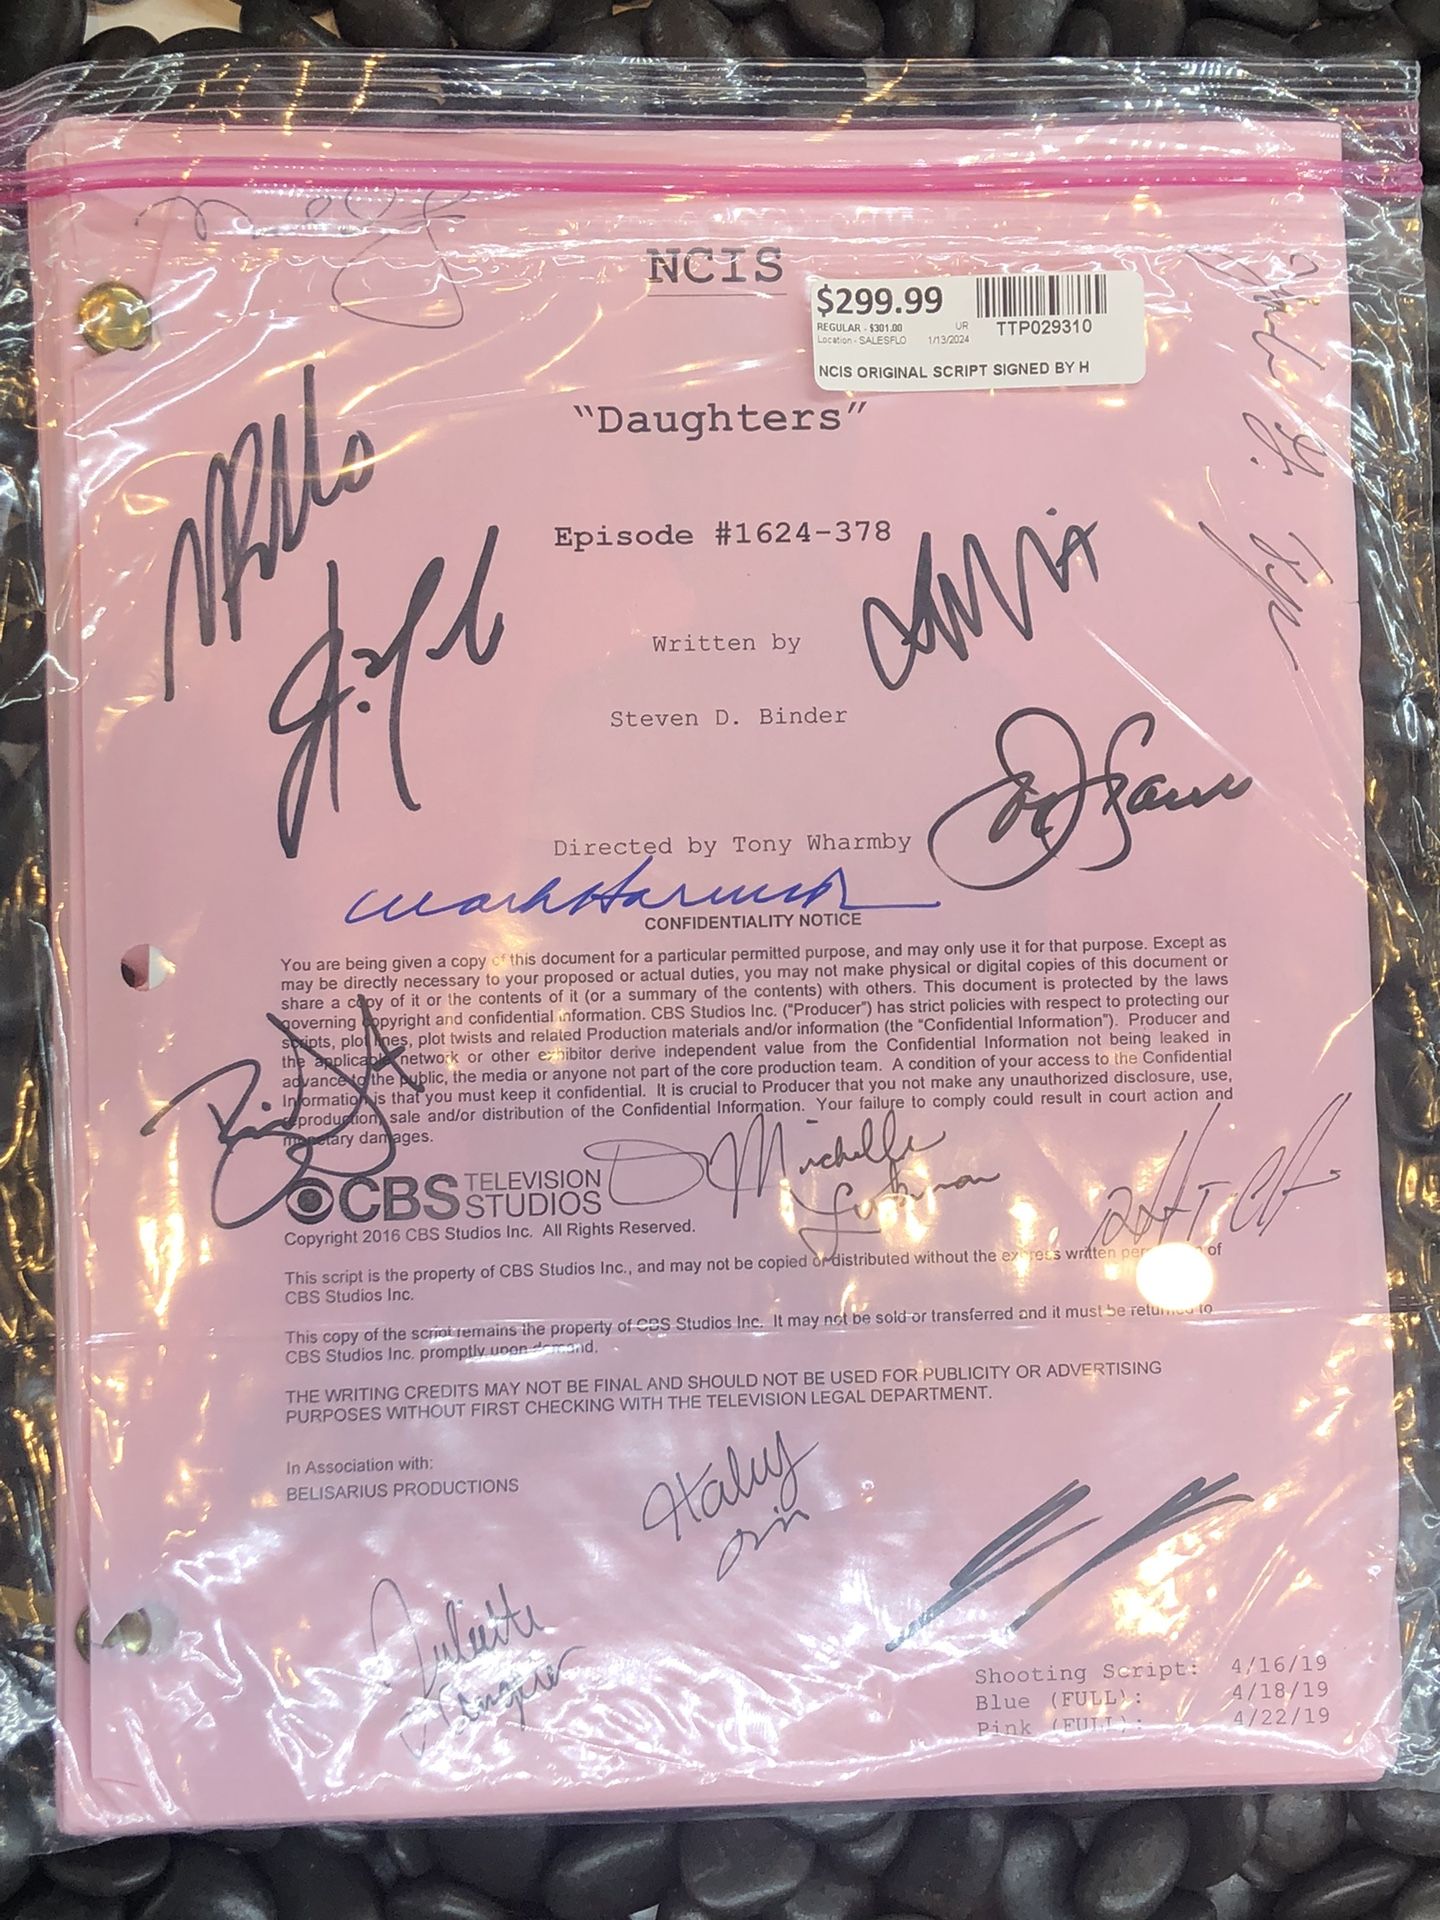 NCIS
$299.99
REGULAR - $301.00 UR
Location - SALESFLO 1/13/2024
TTP029310
NCIS ORIGINAL SCRIPT SIGNED BY H
“Daughters”
Episode #1624-378
Written by
Steven D. Binder
Directed by Tony Wharmby
Mark Harmon
CONFIDENTIALITY NOTICE
You are being given a copy of this document for a particular permitted purpose, and may only use it for that purpose. Except as
may be directly necessary to your proposed or actual duties, you may not make physical or digital copies of this document or
share a copy of it or the contents of it (or a summary of the contents) with others. This document is protected by the laws
governing copyright and confidential information. CBS Studios Inc. (“Producer”) has strict policies with respect to protecting our
scripts, plot lines, plot twists and related Production materials and/or information (the “Confidential Information”). Producer and
the applicable network or other exhibitor derive independent value from the Confidential Information not being leaked in
advance to the public, the media or anyone not part of the core production team. A condition of your access to the Confidential
Information is that you must keep it confidential. It is crucial to Producer that you not make any unauthorized disclosure, use,
reproduction, sale and/or distribution of the Confidential Information. Your failure to comply could result in court action and
monetary damages.
CBS TELEVISION STUDIOS
Michelle
Copyright 2016 CBS Studios Inc. All Rights Reserved.
This script is the property of CBS Studios Inc., and may not be copied or distributed without the express written permission of
CBS Studios Inc.
This copy of the script remains the property of CBS Studios Inc. It may not be sold or transferred and it must be returned to
CBS Studios Inc. promptly upon demand.
THE WRITING CREDITS MAY NOT BE FINAL AND SHOULD NOT BE USED FOR PUBLICITY OR ADVERTISING
PURPOSES WITHOUT FIRST CHECKING WITH THE TELEVISION LEGAL DEPARTMENT.
In Association with:
BELISARIUS PRODUCTIONS
Haley
Juliette
Shooting Script: 4/16/19
Blue (FULL): 4/18/19
Pink (FULL): 4/22/19